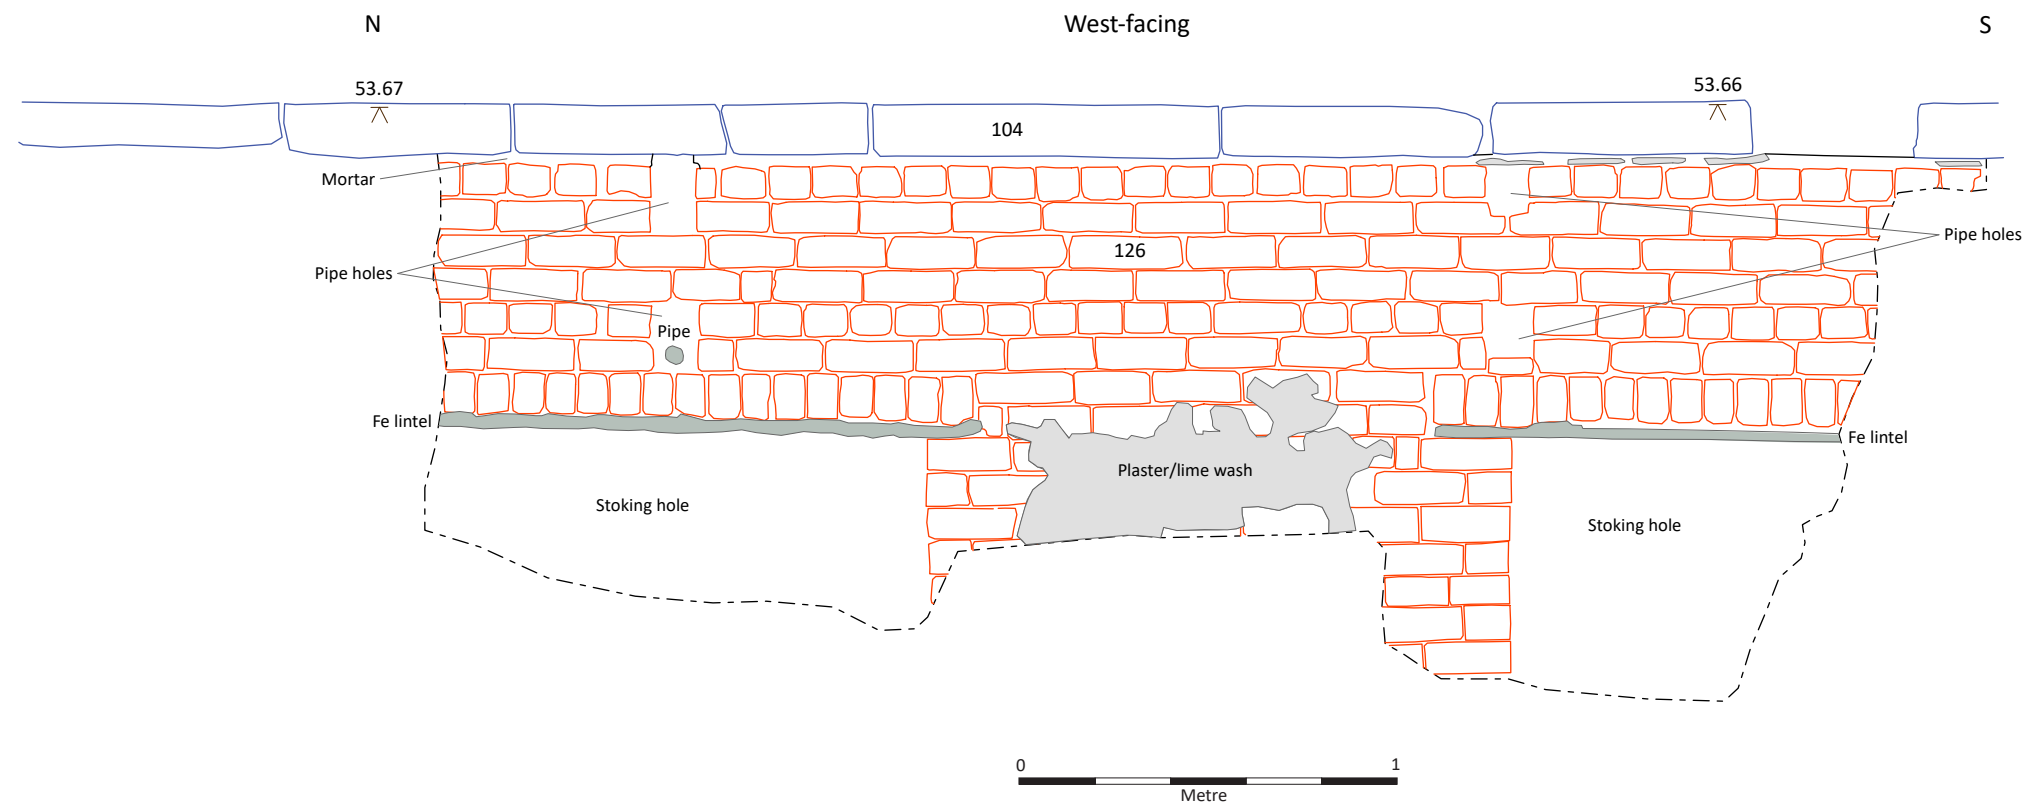 N
West-facing
S
53.67
53.66
104
Mortar
Pipe holes
126
Pipe holes
Pipe
Fe lintel
Fe lintel
Plaster/lime wash
Stoking hole
Stoking hole
0
1
Metre